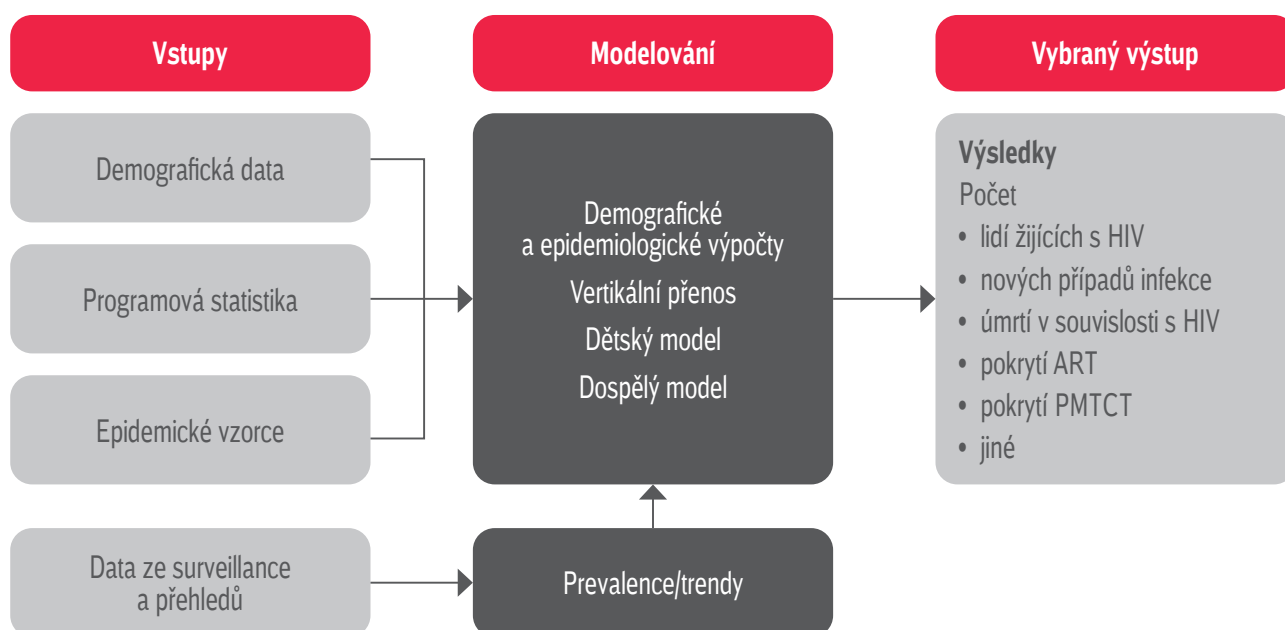 Vstupy
Modelování
Vybraný výstup
Demografická data
Programová statistika
Epidemické vzorce
Data ze surveillance
a přehledů
Demografické
a epidemiologické výpočty
Vertikální přenos
Dětský model
Dospělý model
Prevalence/trendy
Výsledky
Počet
• lidí žijících s HIV
• nových případů infekce
• úmrtí v souvislosti s HIV
• pokrytí ART
• pokrytí PMTCT
• jiné